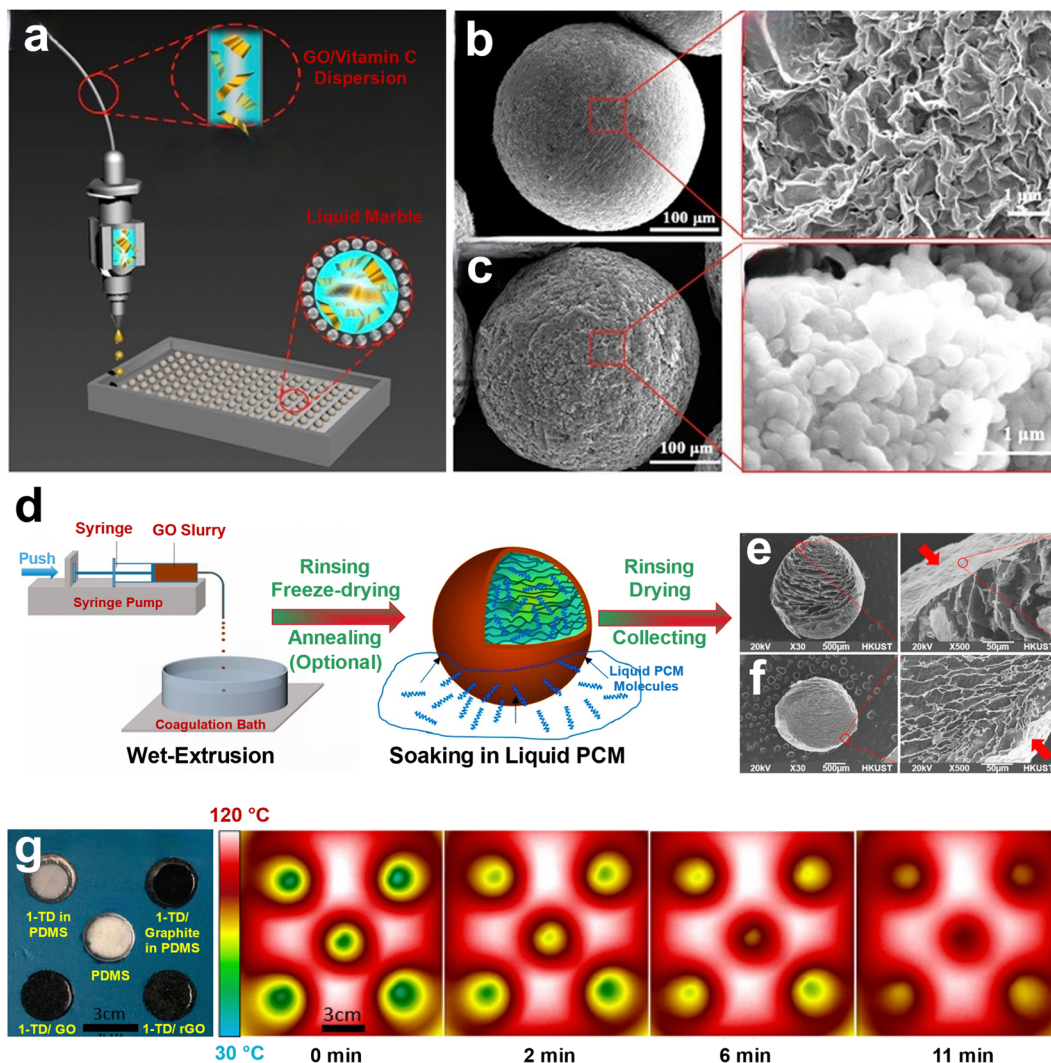 a
GO/Vitamin C
Dispersion
Liquid Marble
b
100 μm
1 μm
c
100 μm
1 μm
d
Syringe
GO Slurry
Push
Syringe Pump
Coagulation Bath
Wet-Extrusion
Rinsing
Freeze-drying
Annealing
(Optional)
Liquid PCM
Molecules
Soaking in Liquid PCM
Rinsing
Drying
Collecting
e
20kV X30 500μm HKUST
20kV X500 50μm HKUST
f
20kV X30 500μm HKUST
20kV X500 50μm HKUST
g
1-TD in
PDMS
1-TD/
Graphite
in PDMS
PDMS
1-TD/ GO
3cm
1-TD/ rGO
120 °C
30 °C
3cm
0 min
2 min
6 min
11 min